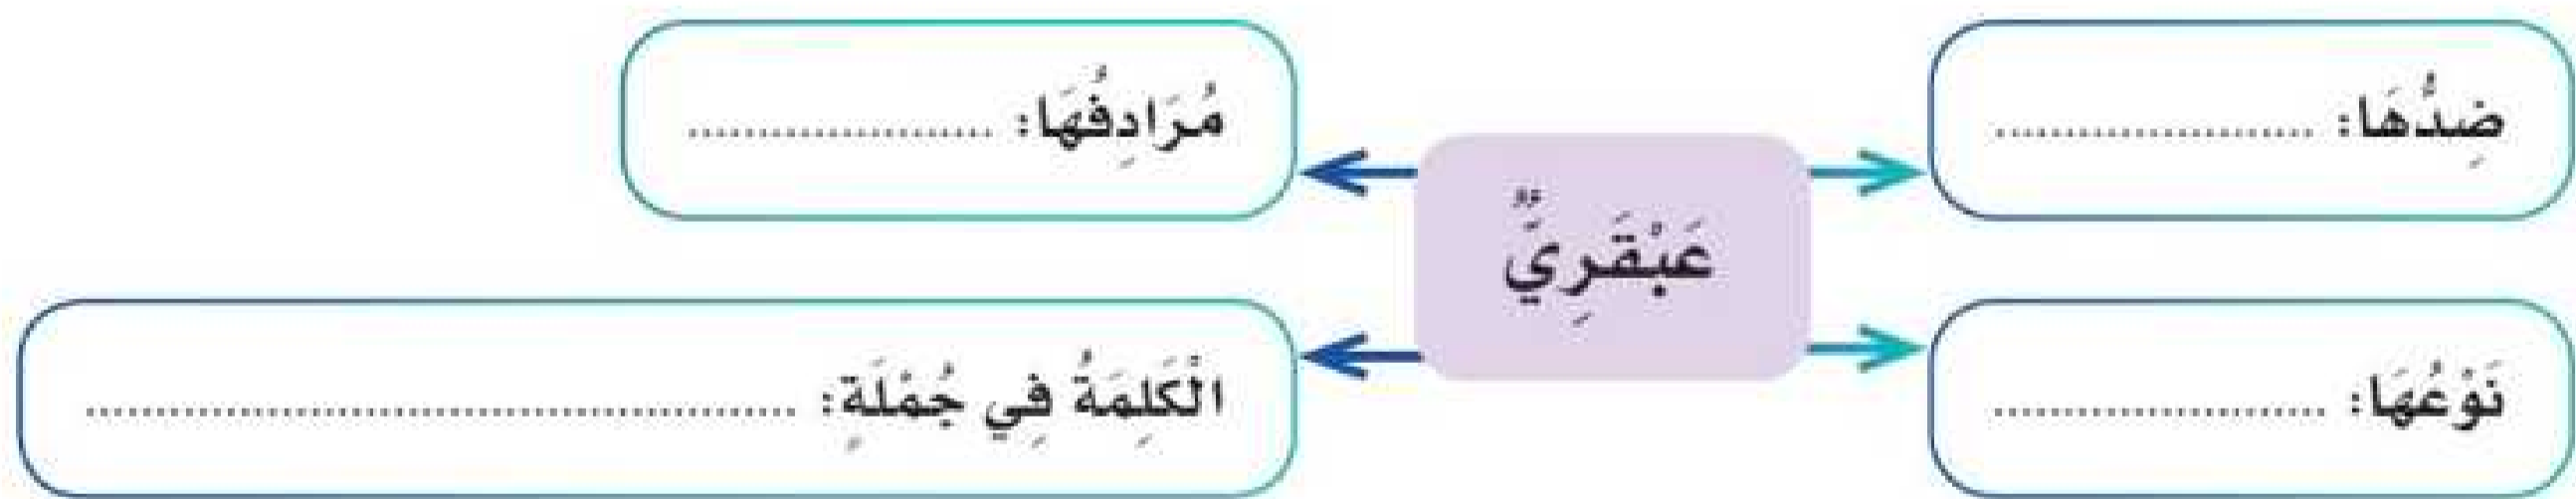 ضِدُّهَا: ....................
مُرَادِفُهَا: ....................
عَبْقَرِيٌّ
نَوْعُهَا: ....................
الْكَلِمَةُ فِي جُمْلَةٍ: ..........................................